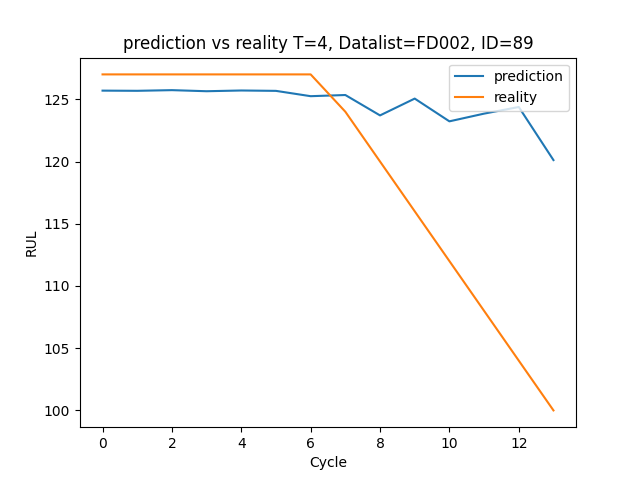 prediction vs reality T=4, Datalist=FD002, ID=89
prediction
reality
125
120
115
110
105
100
RUL
0 2 4 6 8 10 12
Cycle